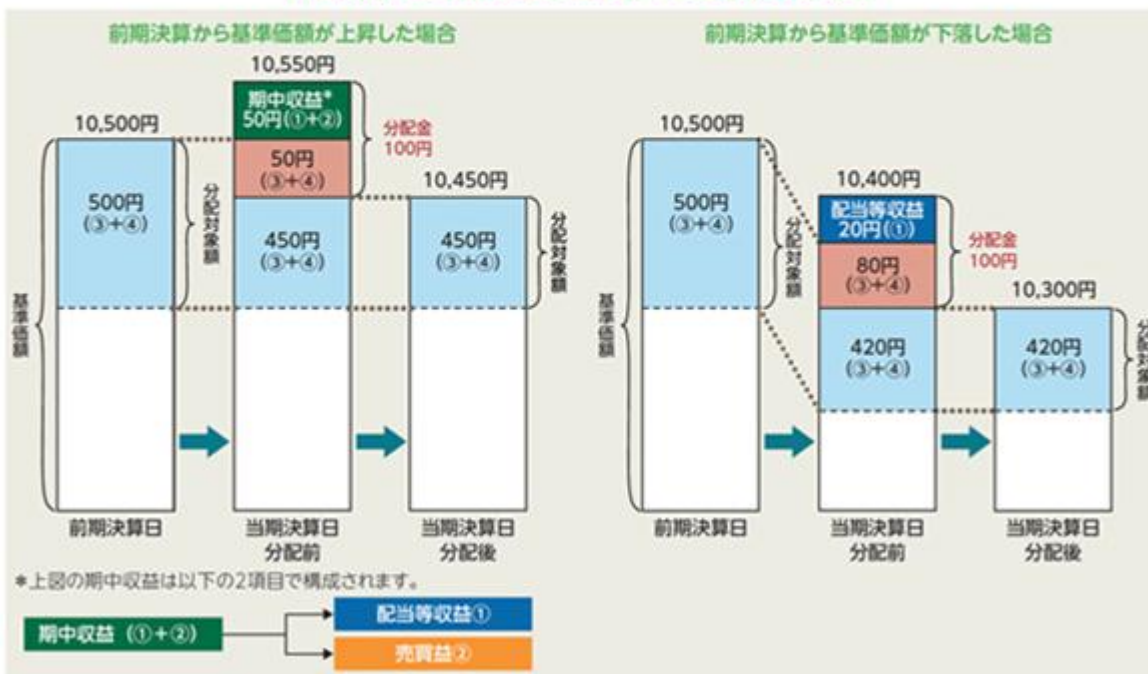 前期決算から基準価額が上昇した場合
10,500円
500円
(③+④)
分配対象額
基準価額
前期決算日
10,550円
期中収益*
50円(①+②)
50円
(③+④)
分配金
100円
450円
(③+④)
当期決算日
分配前
10,450円
450円
(③+④)
分配対象額
当期決算日
分配後
*上図の期中収益は以下の2項目で構成されます。
期中収益 (①+②)
配当等収益①
売買益②
前期決算から基準価額が下落した場合
10,500円
500円
(③+④)
分配対象額
基準価額
前期決算日
10,400円
配当等収益
20円(①)
80円
(③+④)
分配金
100円
420円
(③+④)
当期決算日
分配前
10,300円
420円
(③+④)
分配対象額
当期決算日
分配後